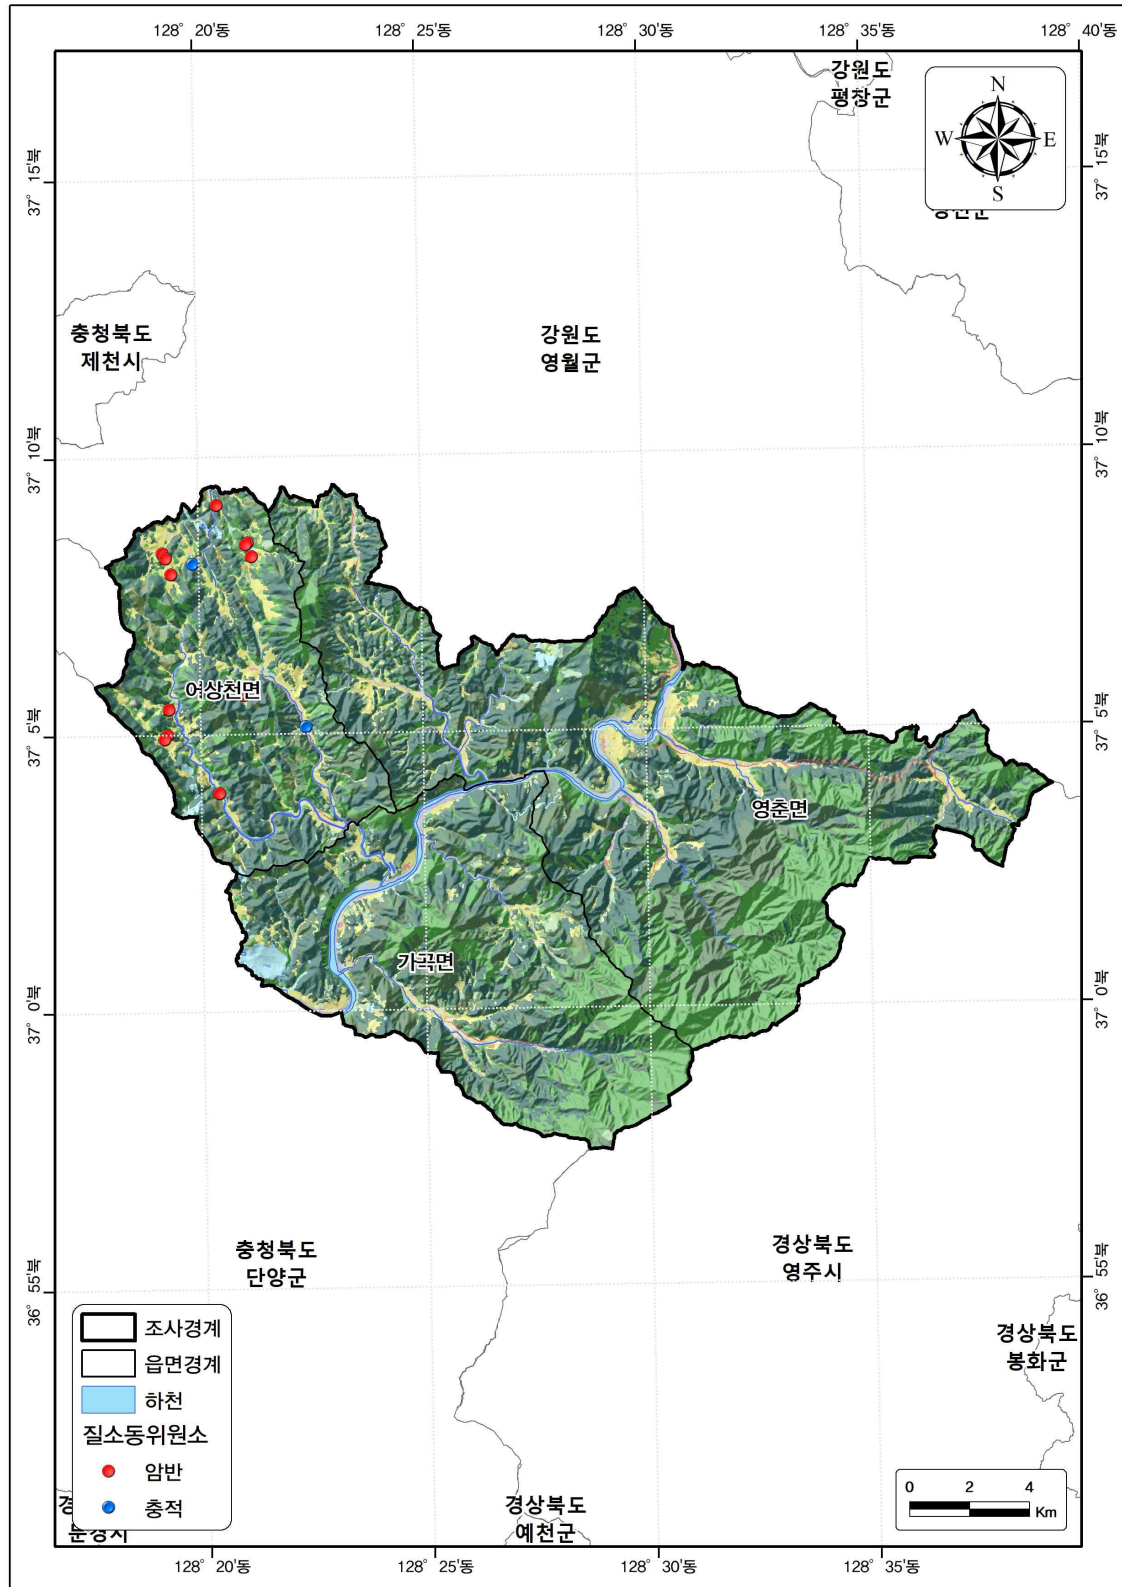 128° 20'동
128° 25'동
128° 30'동
128° 35'동
128° 40'동
강원도
평창군
N
W
E
S
37° 15'북
37° 15'북
충청북도
제천시
강원도
영월군
37° 10'북
37° 10'북
어상천면
37° 5'북
37° 5'북
영춘면
가곡면
37° 0'북
37° 0'북
충청북도
단양군
경상북도
영주시
36° 55'북
36° 55'북
경상북도
봉화군
조사경계
읍면경계
하천
질소동위원소
암반
충적
경상북도
예천군
0 2 4
Km
128° 20'동
128° 25'동
128° 30'동
128° 35'동